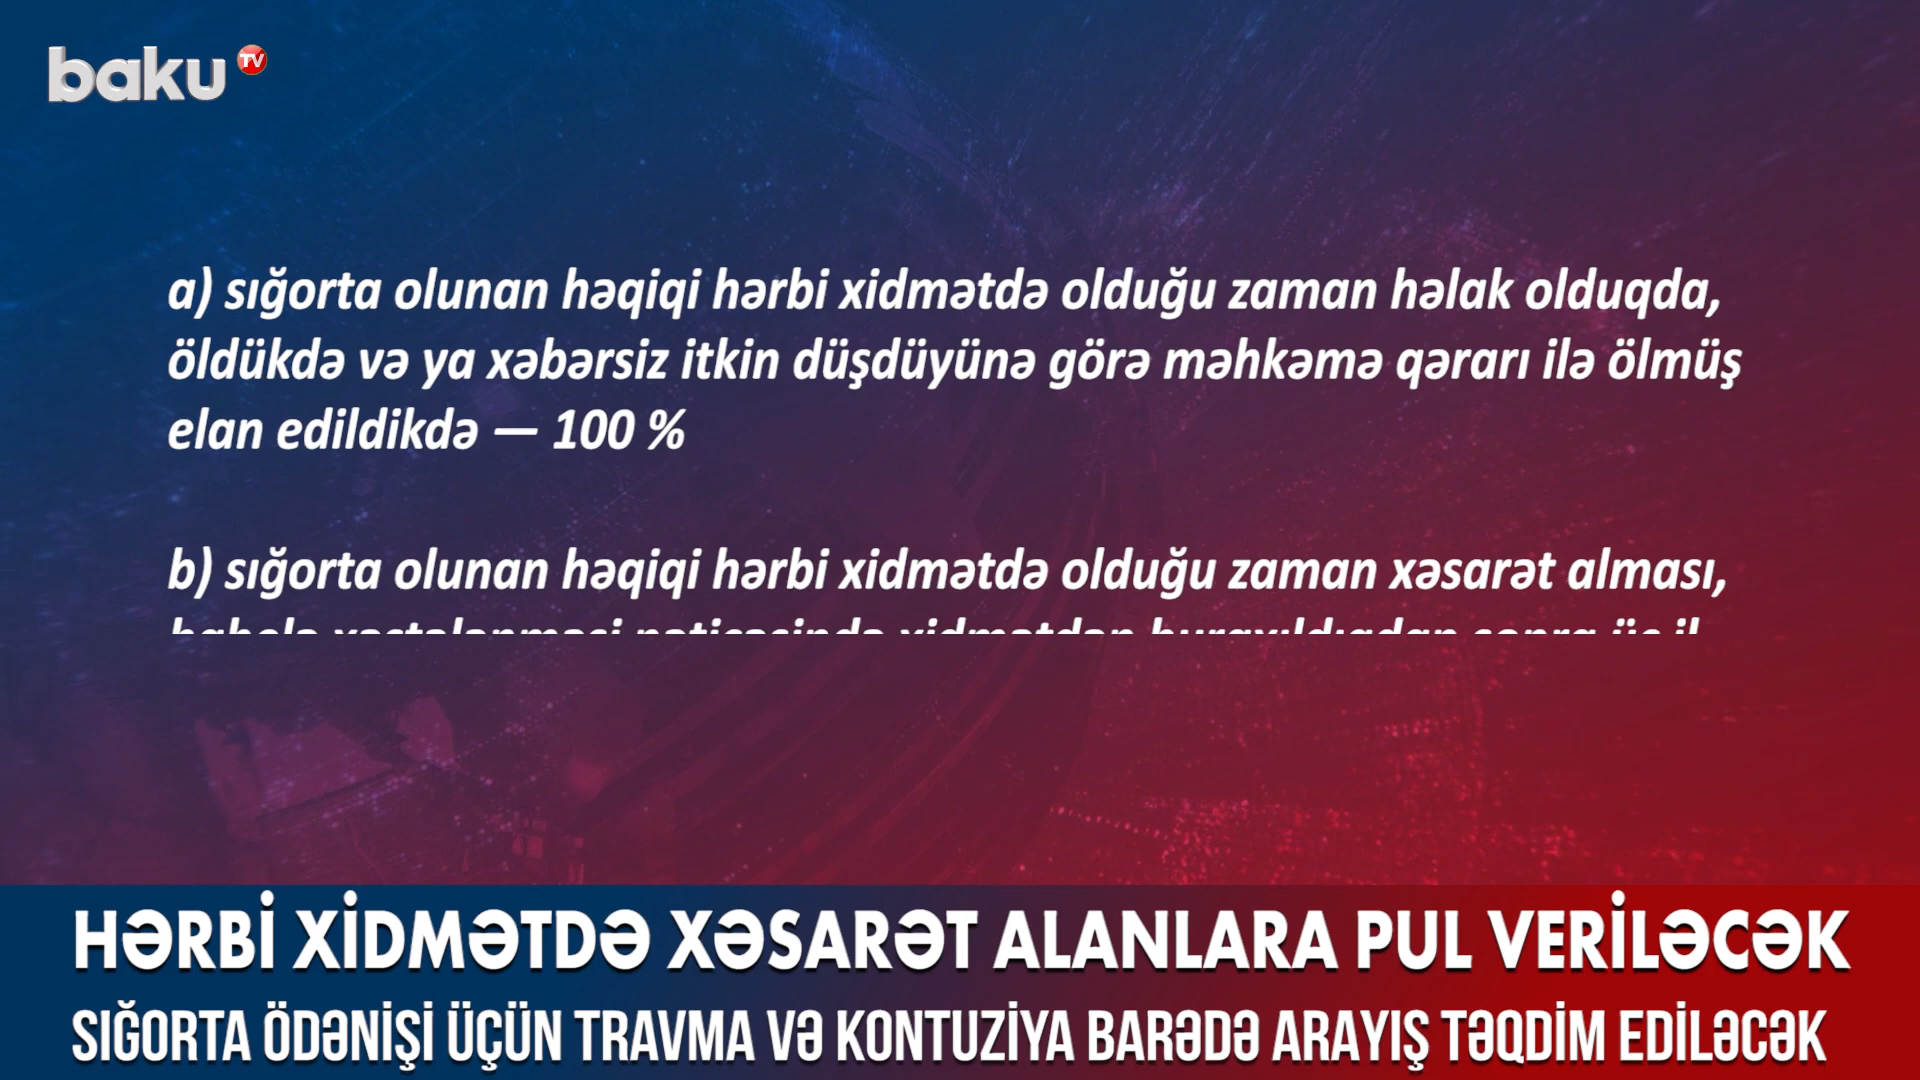 baku TV
a) sığorta olunan həqiqi hərbi xidmətdə olduğu zaman həlak olduqda,
öldükdə və ya xəbərsiz itkin düşdüyünə görə məhkəmə qərarı ilə ölmüş
elan edildikdə — 100 %
b) sığorta olunan həqiqi hərbi xidmətdə olduğu zaman xəsarət alması,
HƏRBİ XİDMƏTDƏ XƏSARƏT ALANLARA PUL VERİLƏCƏK
SIĞORTA ÖDƏNİŞİ ÜÇÜN TRAVMA VƏ KONTUZİYA BARƏDƏ ARAYIŞ TƏQDİM EDİLƏCƏK